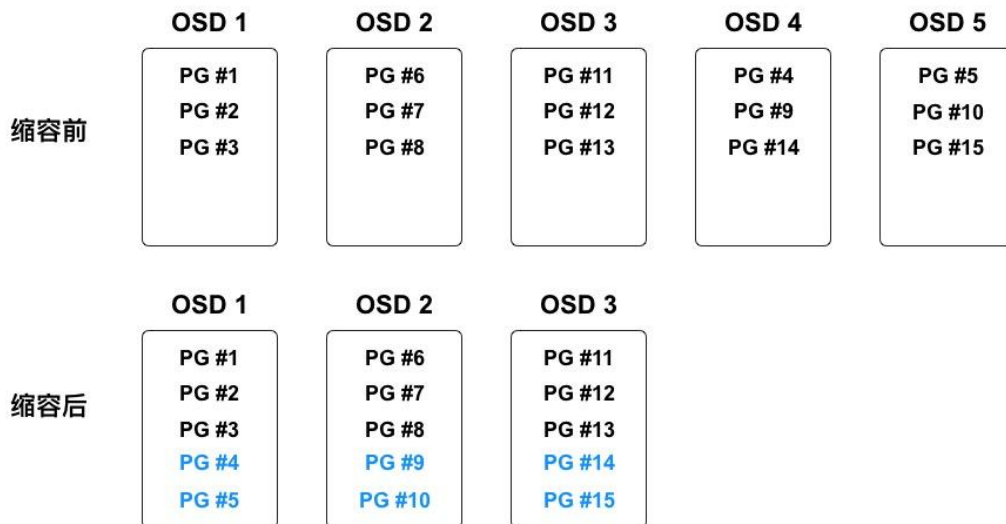 OSD 1 OSD 2 OSD 3 OSD 4 OSD 5
PG #1 PG #6 PG #11 PG #4 PG #5
缩容前 PG #2 PG #7 PG #12 PG #9 PG #10
PG #3 PG #8 PG #13 PG #14 PG #15
OSD 1 OSD 2 OSD 3
PG #1 PG #6 PG #11
缩容后 PG #2 PG #7 PG #12
PG #3 PG #8 PG #13
PG #4 PG #9 PG #14
PG #5 PG #10 PG #15